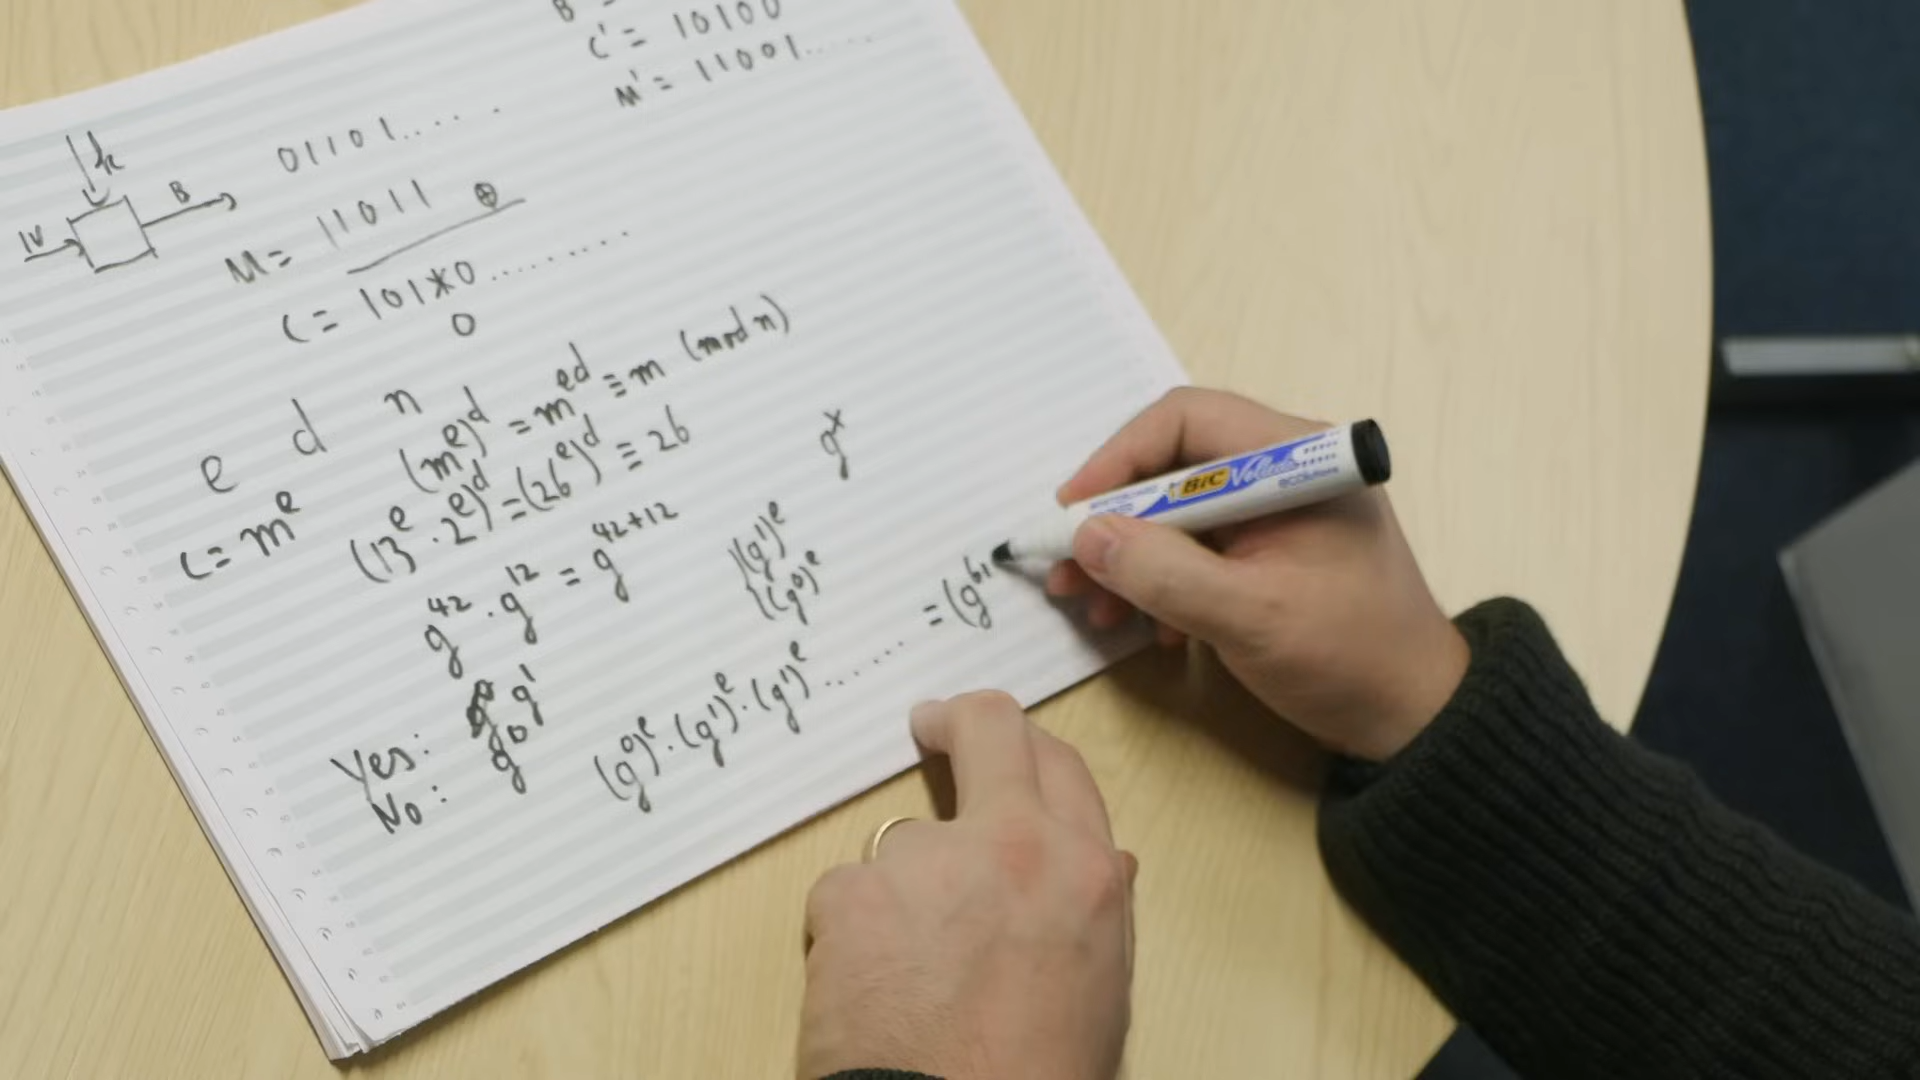 B =
C' = 10100
M' = 11001.....
k
01101......
IV
B
M = 11011 ⊕
C = 101*0.........
0
e d n
(m^e)^d = m^ed ≡ m (mod n)
c = m^e
(13^e · 2^e)^d = (26^e)^d ≡ 26
g^x
g^42 · g^12 = g^42+12
(g^1)^e
(g^0)^e
Yes: g^1
No: g^0
(g^0)^e · (g^1)^e · (g^1)^e ...... = (g^61
BIC Velleda
ecolutions